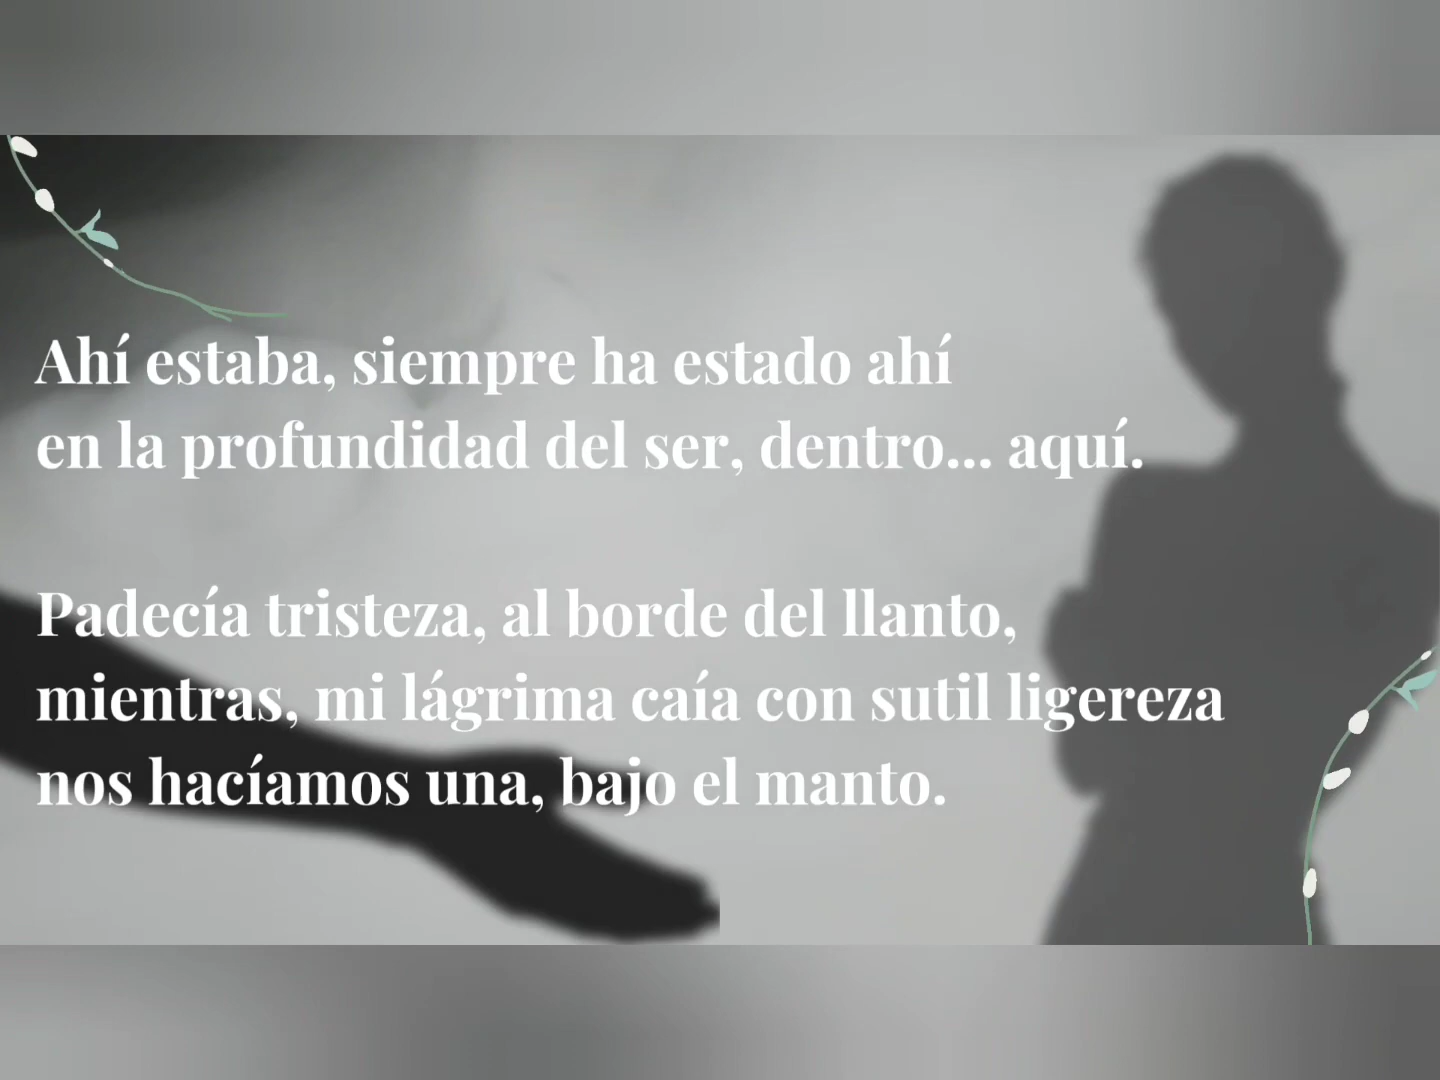 Ahí estaba, siempre ha estado ahí
en la profundidad del ser, dentro... aquí.
Padecía tristeza, al borde del llanto,
mientras, mi lágrima caía con sutil ligereza
nos hacíamos una, bajo el manto.